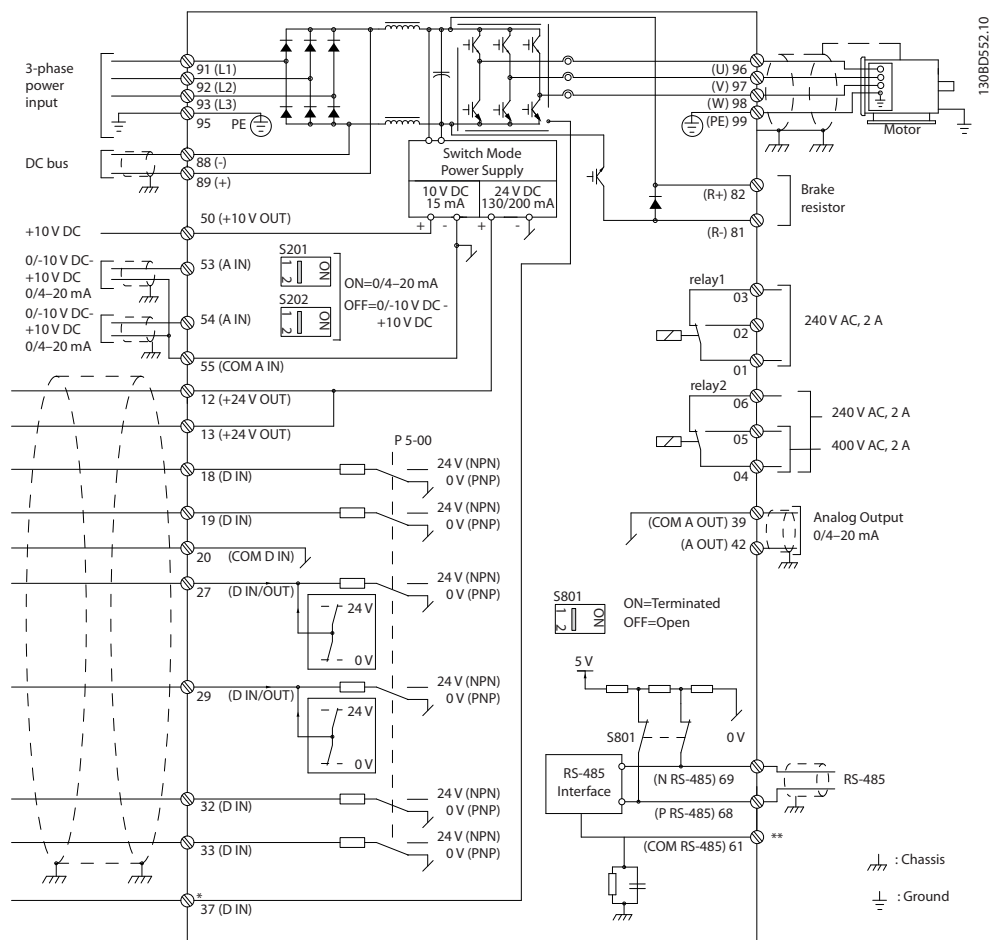 130BD552.10
3-phase
power
input
91 (L1)
92 (L2)
93 (L3)
95
PE
(U) 96
(V) 97
(W) 98
(PE) 99
Motor
DC bus
88 (-)
89 (+)
Switch Mode
Power Supply
10 V DC
15 mA
24 V DC
130/200 mA
+ - + -
(R+) 82
(R-) 81
Brake
resistor
+10 V DC
50 (+10 V OUT)
0/-10 V DC-
+10 V DC
0/4–20 mA
53 (A IN)
0/-10 V DC-
+10 V DC
0/4–20 mA
54 (A IN)
55 (COM A IN)
S201
1 2
ON
S202
1 2
ON
ON=0/4–20 mA
OFF=0/-10 V DC -
+10 V DC
relay1
03
02
01
240 V AC, 2 A
relay2
06
05
04
240 V AC, 2 A
400 V AC, 2 A
12 (+24 V OUT)
13 (+24 V OUT)
P 5-00
18 (D IN)
24 V (NPN)
0 V (PNP)
19 (D IN)
24 V (NPN)
0 V (PNP)
20 (COM D IN)
27 (D IN/OUT)
24 V (NPN)
0 V (PNP)
24 V
0 V
29 (D IN/OUT)
24 V (NPN)
0 V (PNP)
24 V
0 V
32 (D IN)
24 V (NPN)
0 V (PNP)
33 (D IN)
24 V (NPN)
0 V (PNP)
*
37 (D IN)
(COM A OUT) 39
(A OUT) 42
Analog Output
0/4–20 mA
S801
1 2
ON
ON=Terminated
OFF=Open
5 V
S801
0 V
RS-485
Interface
(N RS-485) 69
(P RS-485) 68
(COM RS-485) 61
RS-485
**
: Chassis
: Ground